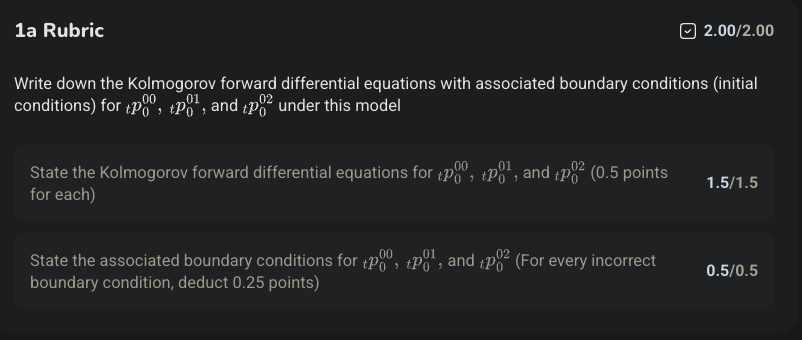 1a Rubric
2.00/2.00
Write down the Kolmogorov forward differential equations with associated boundary conditions (initial
conditions) for ₜp₀⁰⁰, ₜp₀⁰¹, and ₜp₀⁰² under this model
State the Kolmogorov forward differential equations for ₜp₀⁰⁰, ₜp₀⁰¹, and ₜp₀⁰² (0.5 points
for each)
1.5/1.5
State the associated boundary conditions for ₜp₀⁰⁰, ₜp₀⁰¹, and ₜp₀⁰² (For every incorrect
boundary condition, deduct 0.25 points)
0.5/0.5